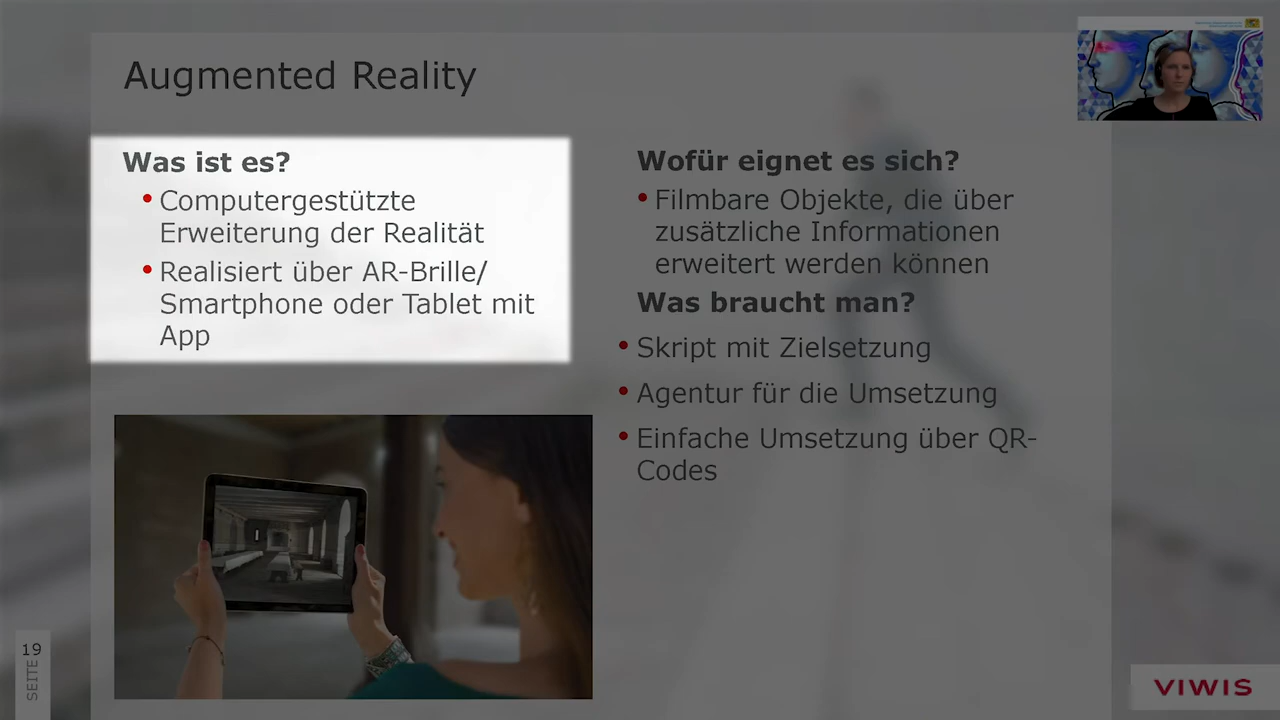 Augmented Reality
Was ist es?
Computergestützte
Erweiterung der Realität
Realisiert über AR-Brille/
Smartphone oder Tablet mit
App
Wofür eignet es sich?
Filmbare Objekte, die über
zusätzliche Informationen
erweitert werden können
Was braucht man?
Skript mit Zielsetzung
Agentur für die Umsetzung
Einfache Umsetzung über QR-
Codes
19
SEITE
VIWIS